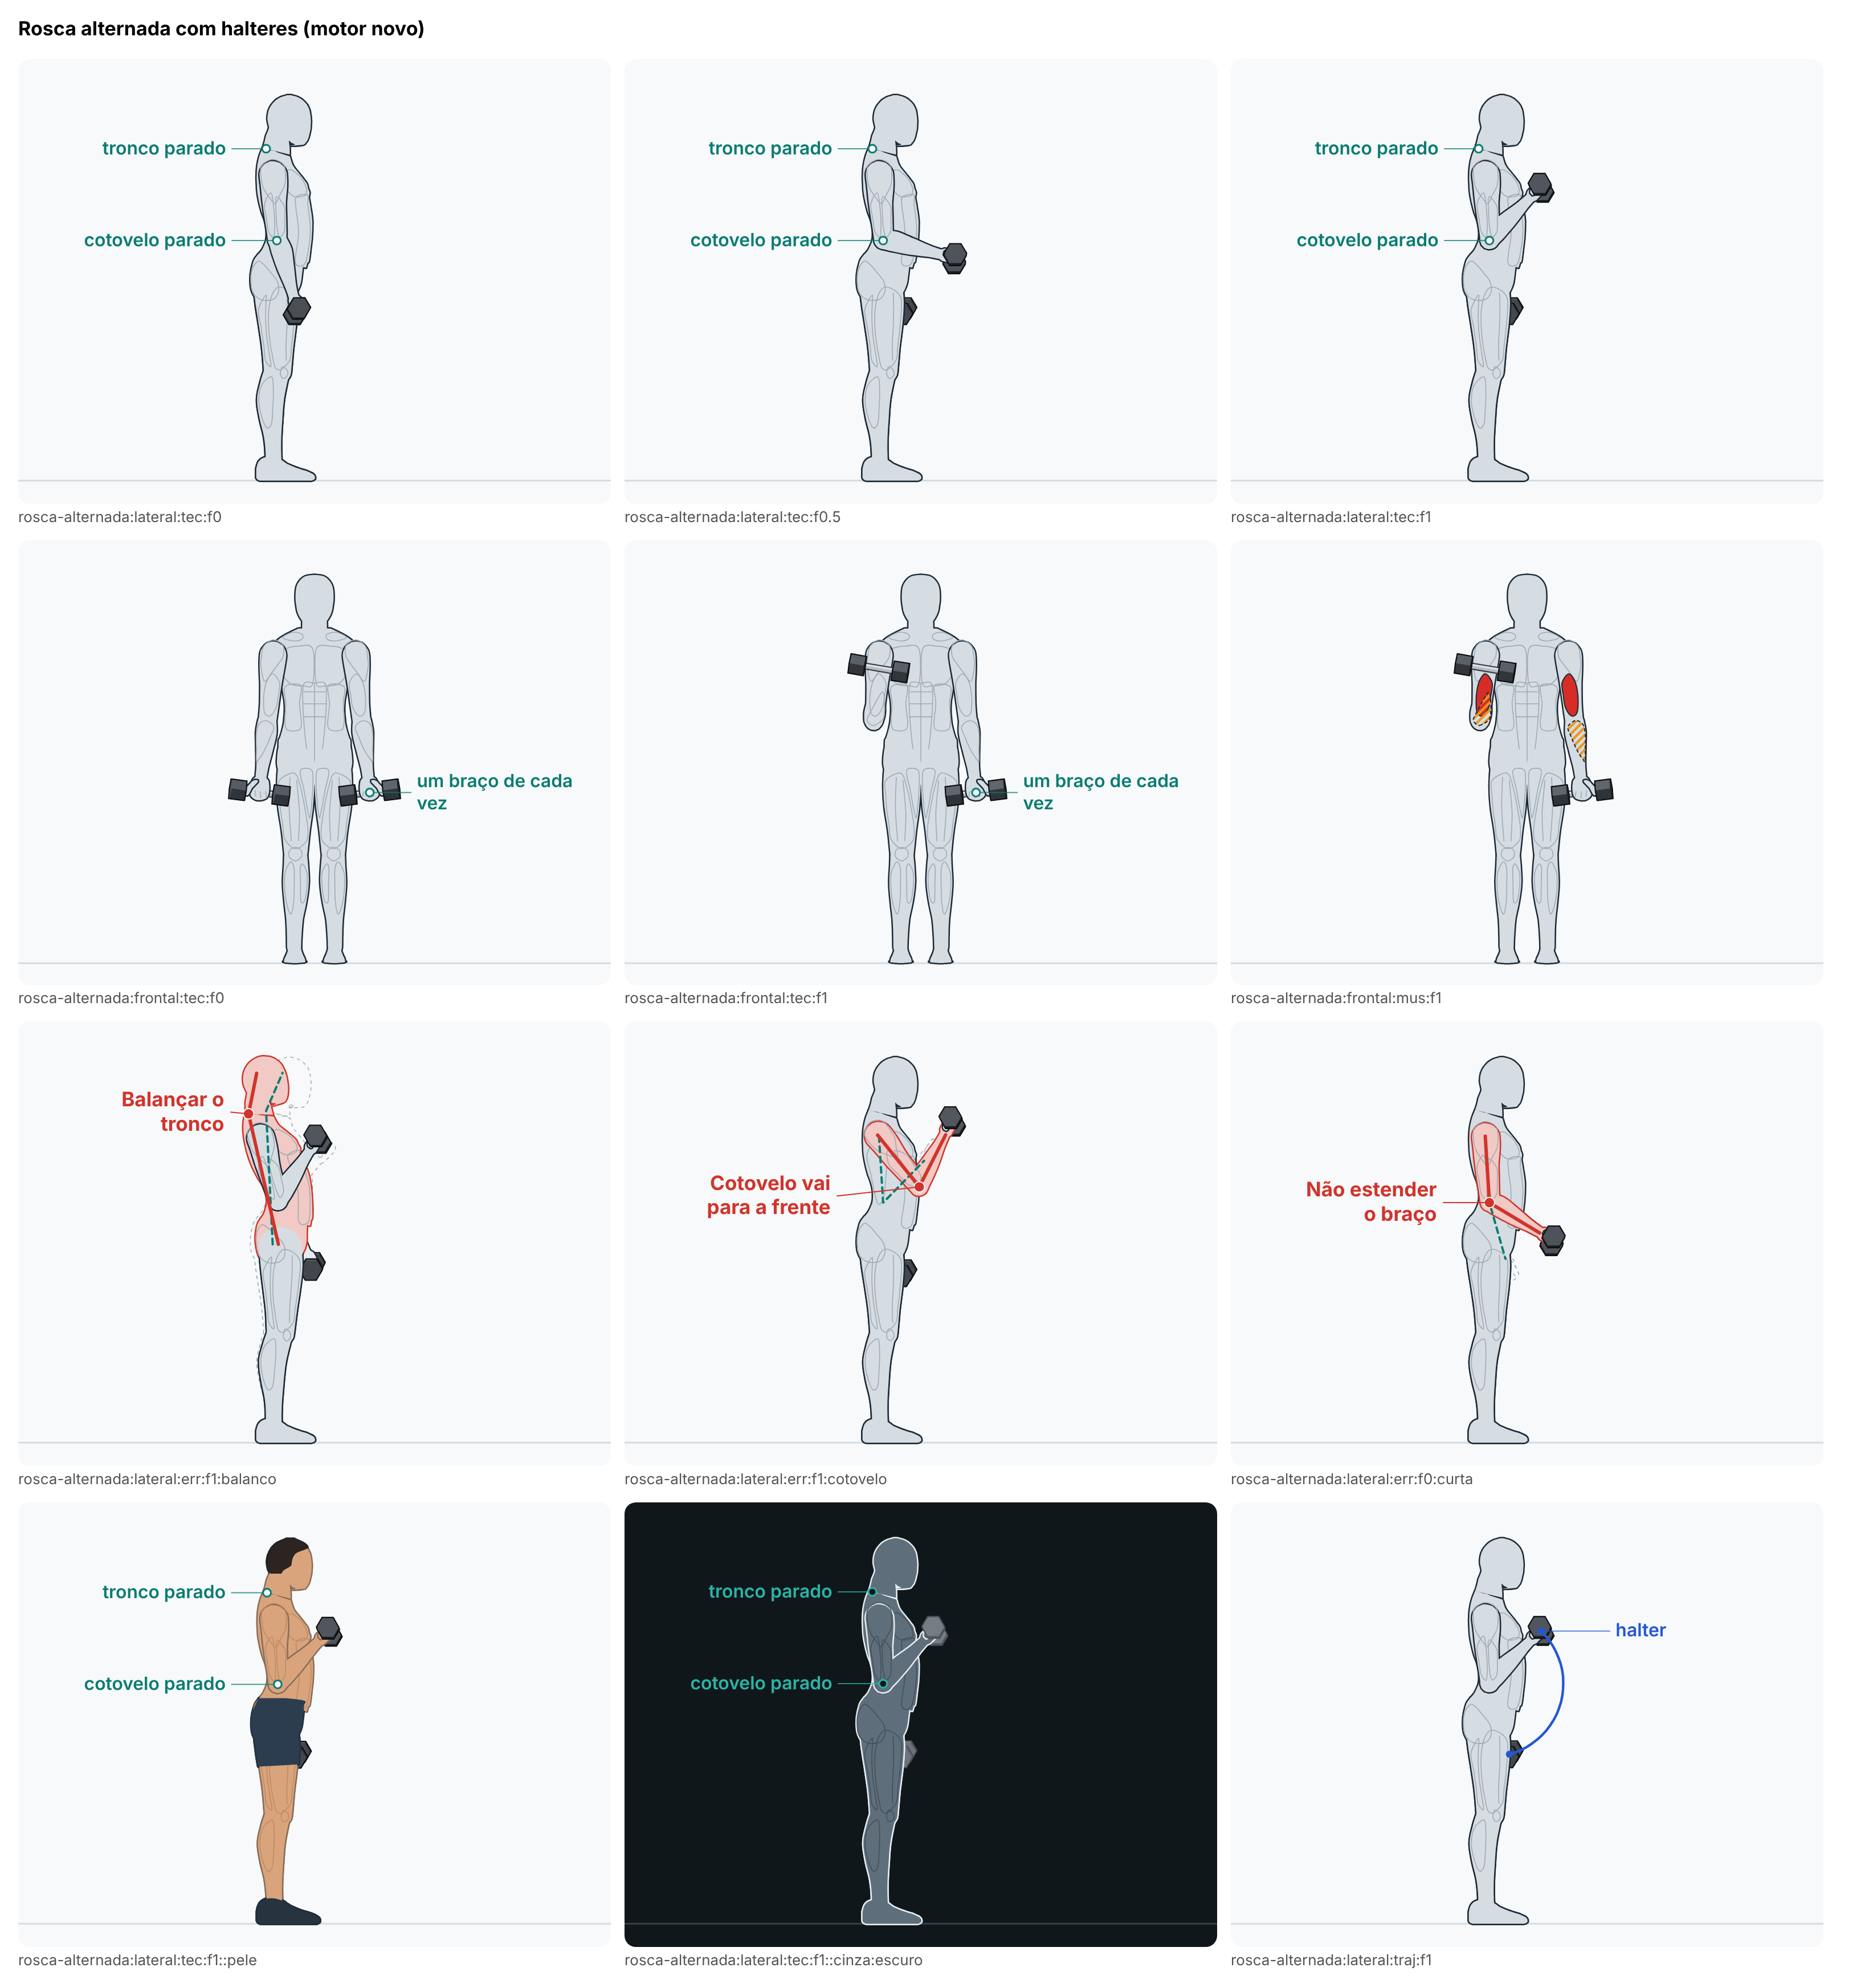 Rosca alternada com halteres (motor novo)
tronco parado
cotovelo parado
rosca-alternada:lateral:tec:f0
tronco parado
cotovelo parado
rosca-alternada:lateral:tec:f0.5
tronco parado
cotovelo parado
rosca-alternada:lateral:tec:f1
um braço de cada
vez
rosca-alternada:frontal:tec:f0
um braço de cada
vez
rosca-alternada:frontal:tec:f1
rosca-alternada:frontal:mus:f1
Balançar o
tronco
rosca-alternada:lateral:err:f1:balanco
Cotovelo vai
para a frente
rosca-alternada:lateral:err:f1:cotovelo
Não estender
o braço
rosca-alternada:lateral:err:f0:curta
tronco parado
cotovelo parado
rosca-alternada:lateral:tec:f1::pele
tronco parado
cotovelo parado
rosca-alternada:lateral:tec:f1::cinza:escuro
halter
rosca-alternada:lateral:traj:f1